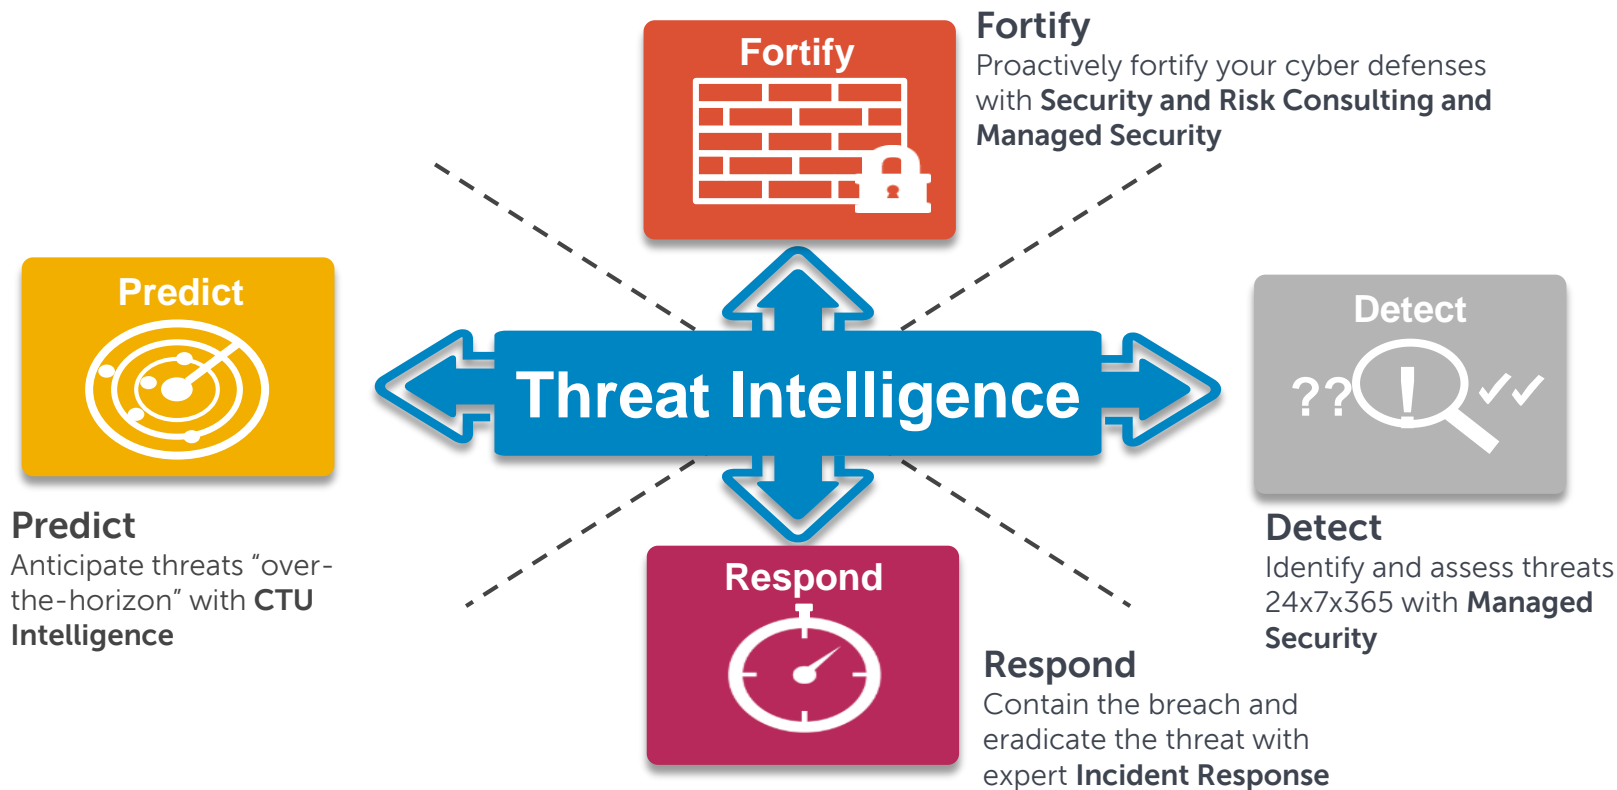 Fortify
Fortify
Proactively fortify your cyber defenses
with Security and Risk Consulting and
Managed Security
Predict
Threat Intelligence
Detect
??
!
Predict
Anticipate threats “over-
the-horizon” with CTU
Intelligence
Detect
Identify and assess threats
24x7x365 with Managed
Security
Respond
Respond
Contain the breach and
eradicate the threat with
expert Incident Response